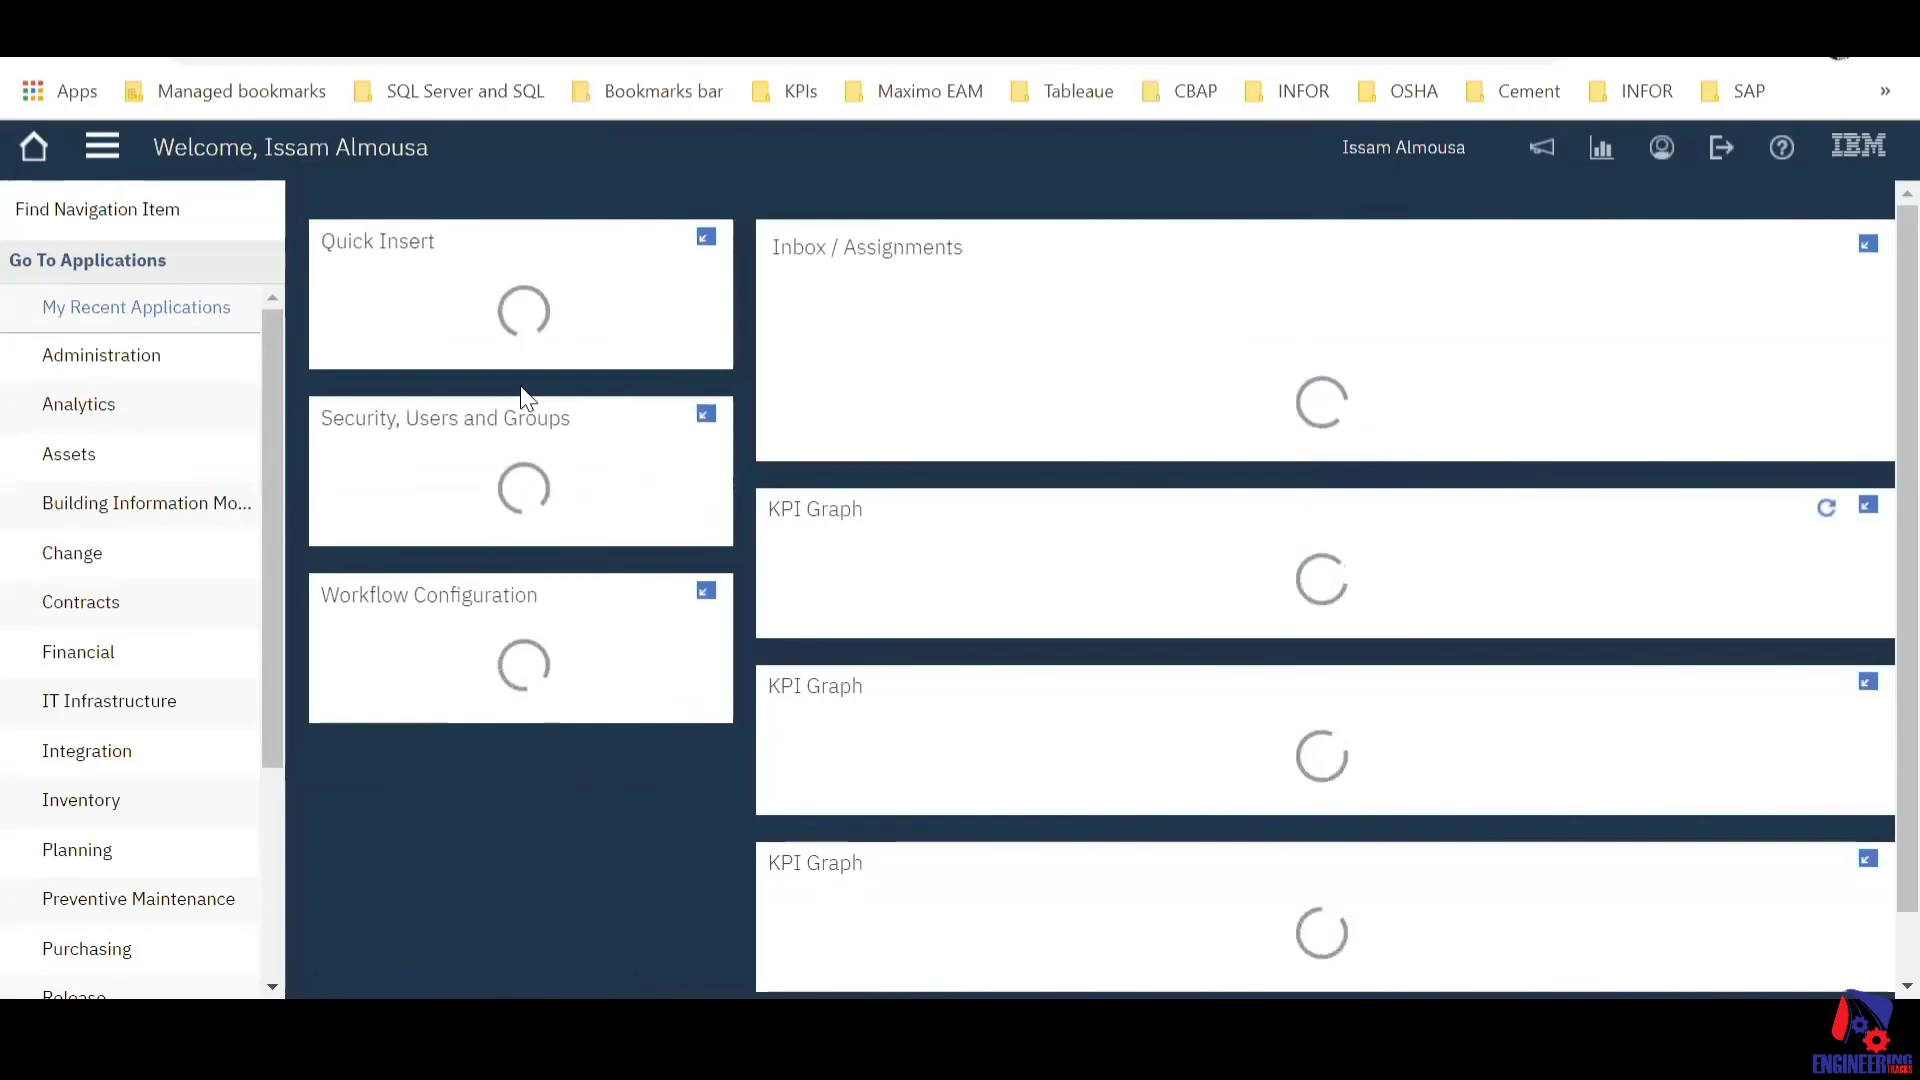 Apps Managed bookmarks SQL Server and SQL Bookmarks bar KPIs Maximo EAM Tableaue CBAP INFOR OSHA Cement INFOR SAP »
Welcome, Issam Almousa Issam Almousa IBM
Find Navigation Item
Go To Applications
My Recent Applications
Administration
Analytics
Assets
Building Information Mo...
Change
Contracts
Financial
IT Infrastructure
Integration
Inventory
Planning
Preventive Maintenance
Purchasing
Release
Quick Insert
Security, Users and Groups
Workflow Configuration
Inbox / Assignments
KPI Graph
KPI Graph
KPI Graph
ENGINEERING TRACKS